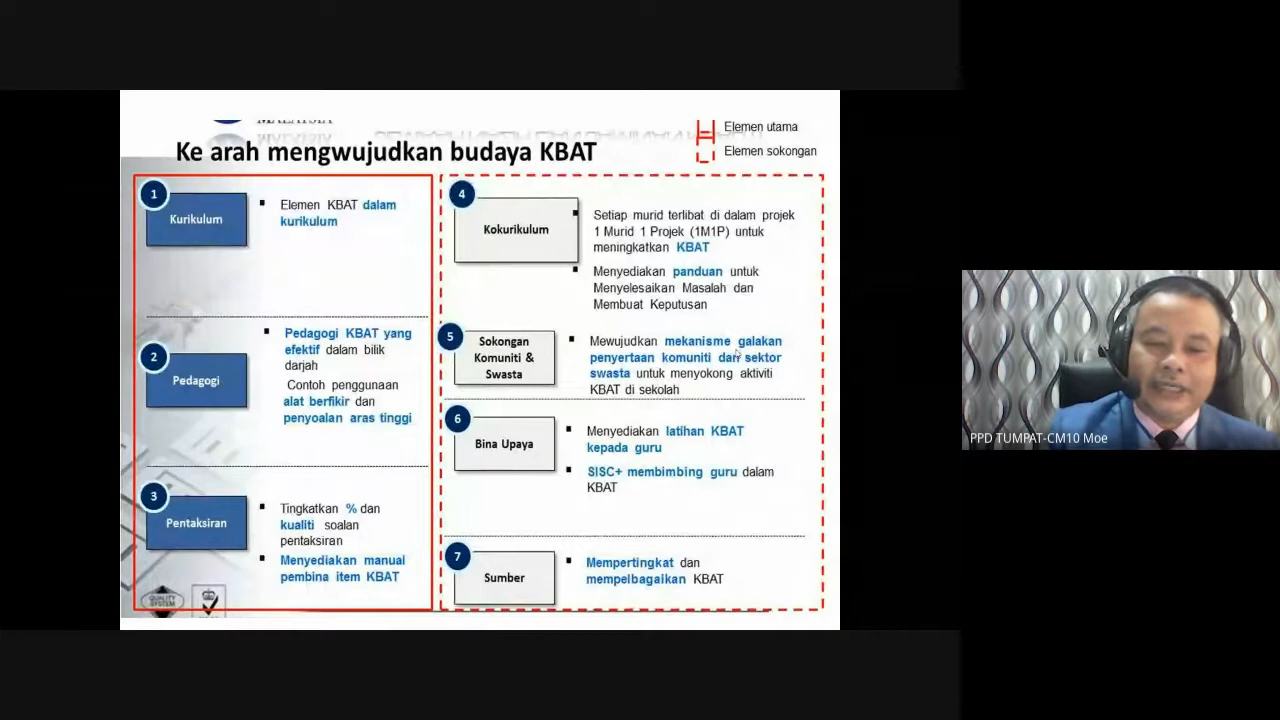 MALAYSIA
Elemen utama
Elemen sokongan
Ke arah mengwujudkan budaya KBAT
1
Kurikulum
Elemen KBAT dalam
kurikulum
2
Pedagogi
Pedagogi KBAT yang
efektif dalam bilik
darjah
Contoh penggunaan
alat berfikir dan
penyoalan aras tinggi
3
Pentaksiran
Tingkatkan % dan
kualiti soalan
pentaksiran
Menyediakan manual
pembina item KBAT
QUALITY
SYSTEM
4
Kokurikulum
Setiap murid terlibat di dalam projek
1 Murid 1 Projek (1M1P) untuk
meningkatkan KBAT
Menyediakan panduan untuk
Menyelesaikan Masalah dan
Membuat Keputusan
5
Sokongan
Komuniti &
Swasta
Mewujudkan mekanisme galakan
penyertaan komuniti dan sektor
swasta untuk menyokong aktiviti
KBAT di sekolah
6
Bina Upaya
Menyediakan latihan KBAT
kepada guru
SISC+ membimbing guru dalam
KBAT
7
Sumber
Mempertingkat dan
mempelbagaikan KBAT
PPD TUMPAT-CM10 Moe